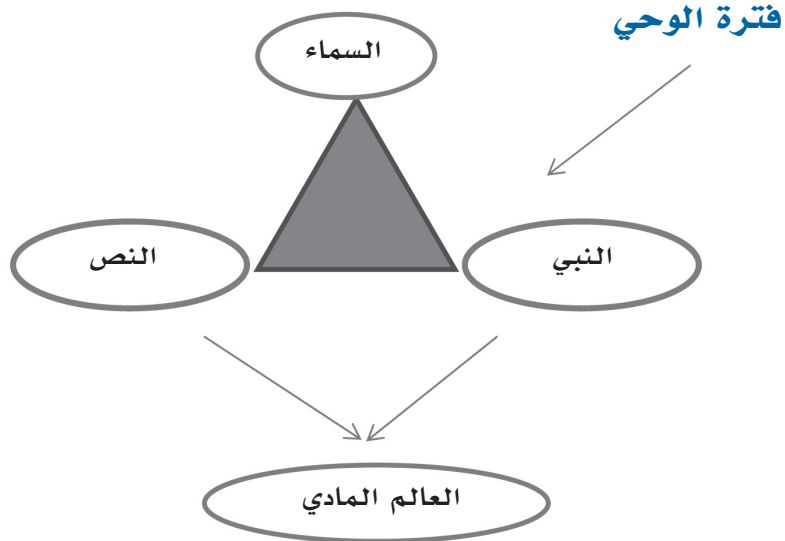 فترة الوحي
السماء
النبي
النص
العالم المادي